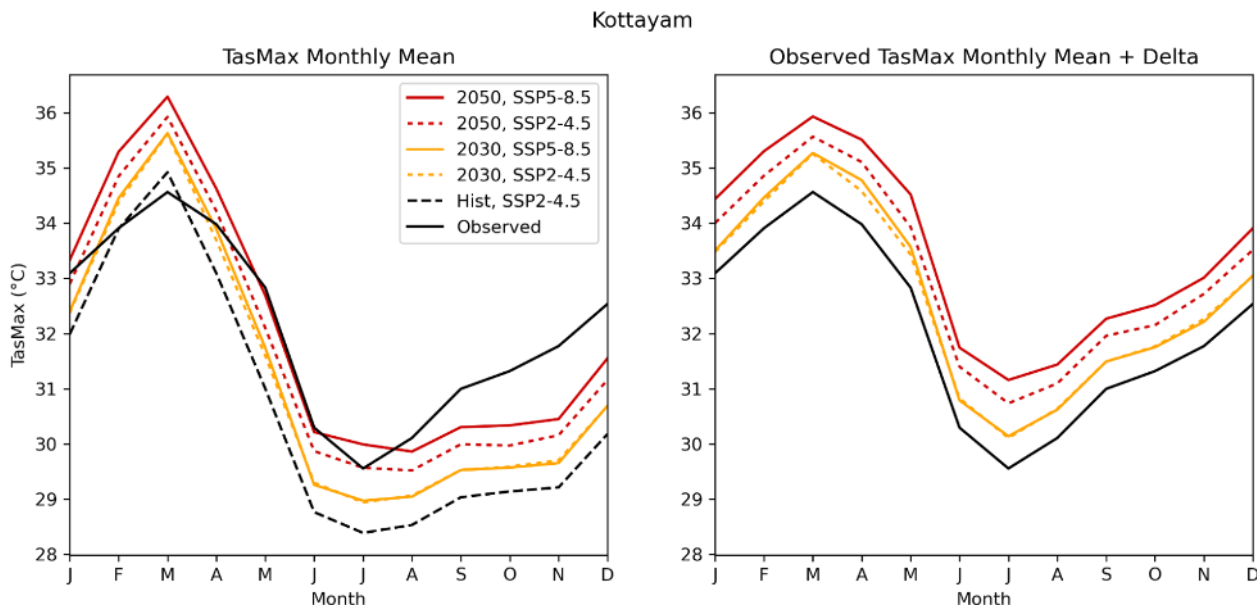 Kottayam
TasMax Monthly Mean
TasMax (°C)
36
35
34
33
32
31
30
29
28
2050, SSP5-8.5
2050, SSP2-4.5
2030, SSP5-8.5
2030, SSP2-4.5
Hist, SSP2-4.5
Observed
J F M A M J J A S O N D
Month
Observed TasMax Monthly Mean + Delta
36
35
34
33
32
31
30
29
28
J F M A M J J A S O N D
Month